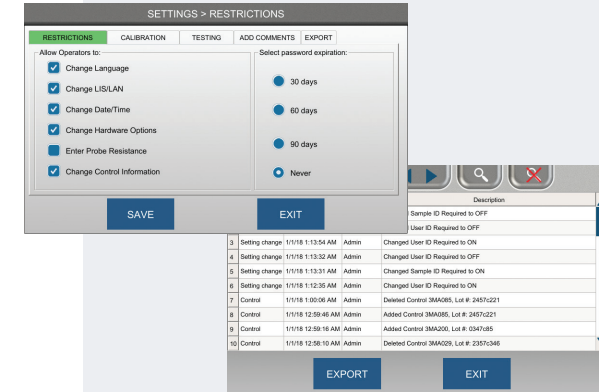 SETTINGS > RESTRICTIONS
RESTRICTIONS CALIBRATION TESTING ADD COMMENTS EXPORT
Allow Operators to:
Change Language
Change LIS/LAN
Change Date/Time
Change Hardware Options
Enter Probe Resistance
Change Control Information
Select password expiration:
30 days
60 days
90 days
Never
SAVE EXIT
Description
Sample ID Required to OFF
User ID Required to OFF
3 Setting change 1/1/18 1:13:54 AM Admin Changed User ID Required to ON
4 Setting change 1/1/18 1:13:32 AM Admin Changed User ID Required to OFF
5 Setting change 1/1/18 1:13:31 AM Admin Changed Sample ID Required to ON
6 Setting change 1/1/18 1:12:35 AM Admin Changed User ID Required to ON
7 Control 1/1/18 1:00:06 AM Admin Deleted Control 3MA085, Lot #: 2457c221
8 Control 1/1/18 12:59:46 AM Admin Added Control 3MA085, Lot #: 2457c221
9 Control 1/1/18 12:59:16 AM Admin Added Control 3MA200, Lot #: 0347c85
10 Control 1/1/18 12:58:10 AM Admin Deleted Control 3MA029, Lot #: 2357c346
EXPORT EXIT